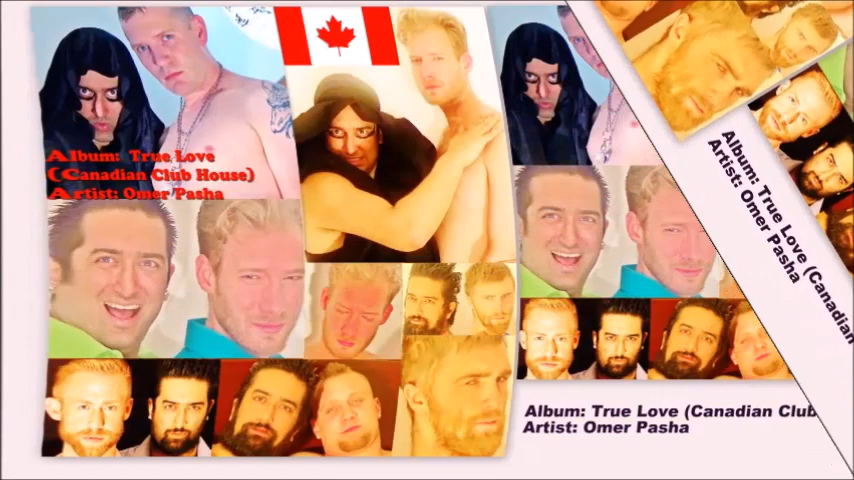 Album: True Love
(Canadian Club House)
Artist: Omer Pasha
Album: True Love (Canadian Club
Artist: Omer Pasha
Album: True Love (Canadian
Artist: Omer Pasha